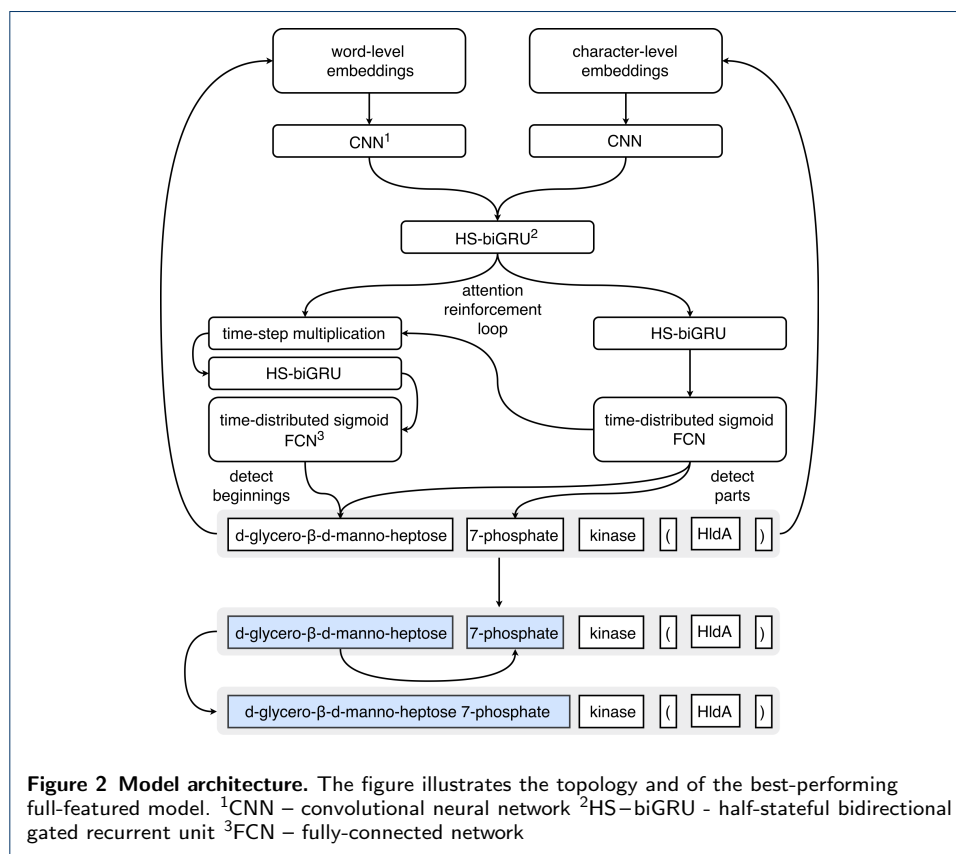 word-level
embeddings
character-level
embeddings
CNN¹
CNN
HS-biGRU²
attention
reinforcement
loop
time-step multiplication
HS-biGRU
HS-biGRU
time-distributed sigmoid
FCN³
time-distributed sigmoid
FCN
detect
beginnings
detect
parts
d-glycero-β-d-manno-heptose 7-phosphate kinase ( HldA )
d-glycero-β-d-manno-heptose 7-phosphate kinase ( HldA )
d-glycero-β-d-manno-heptose 7-phosphate kinase ( HldA )
Figure 2 Model architecture. The figure illustrates the topology and of the best-performing
full-featured model. ¹CNN – convolutional neural network ²HS–biGRU - half-stateful bidirectional
gated recurrent unit ³FCN – fully-connected network